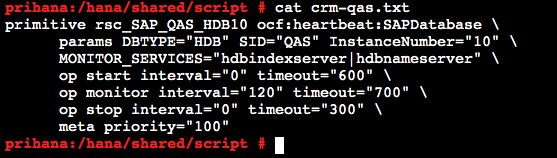 prihana:/hana/shared/script # cat crm-qas.txt
primitive rsc_SAP_QAS_HDB10 ocf:heartbeat:SAPDatabase \
params DBTYPE="HDB" SID="QAS" InstanceNumber="10" \
MONITOR_SERVICES="hdbindexserver|hdbnameserver" \
op start interval="0" timeout="600" \
op monitor interval="120" timeout="700" \
op stop interval="0" timeout="300" \
meta priority="100"
prihana:/hana/shared/script #